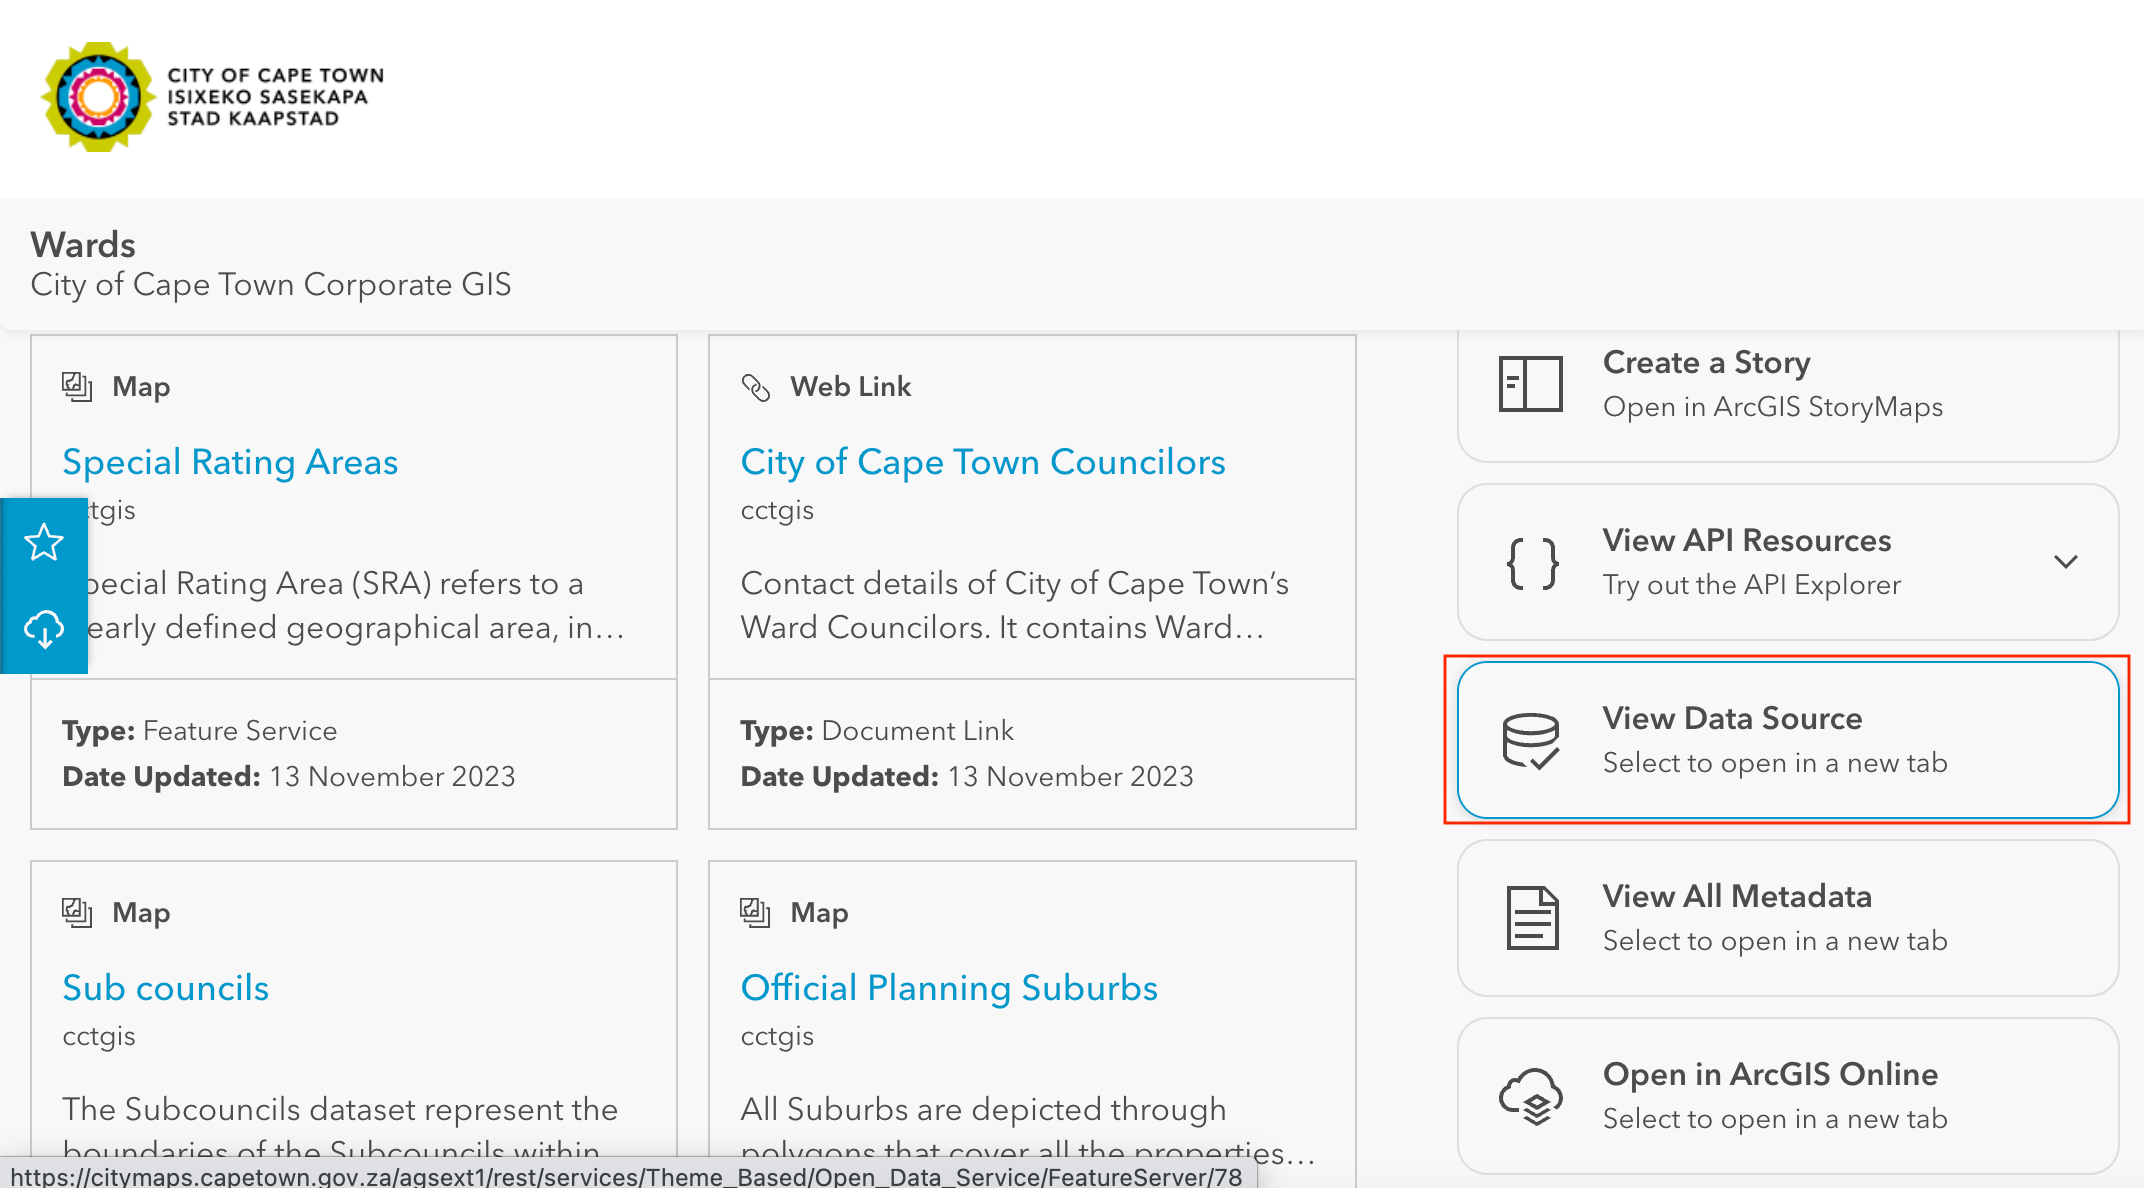 CITY OF CAPE TOWN
ISIXEKO SASEKAPA
STAD KAAPSTAD
Wards
City of Cape Town Corporate GIS
Map
Special Rating Areas
ctgis
pecial Rating Area (SRA) refers to a
early defined geographical area, in…
Type: Feature Service
Date Updated: 13 November 2023
Web Link
City of Cape Town Councilors
cctgis
Contact details of City of Cape Town’s
Ward Councilors. It contains Ward…
Type: Document Link
Date Updated: 13 November 2023
Map
Sub councils
cctgis
The Subcouncils dataset represent the
boundaries of the Subcouncils within
Map
Official Planning Suburbs
cctgis
All Suburbs are depicted through
polygons that cover all the properties…
Create a Story
Open in ArcGIS StoryMaps
{ } View API Resources
Try out the API Explorer
View Data Source
Select to open in a new tab
View All Metadata
Select to open in a new tab
Open in ArcGIS Online
Select to open in a new tab
https://citymaps.capetown.gov.za/agsext1/rest/services/Theme_Based/Open_Data_Service/FeatureServer/78